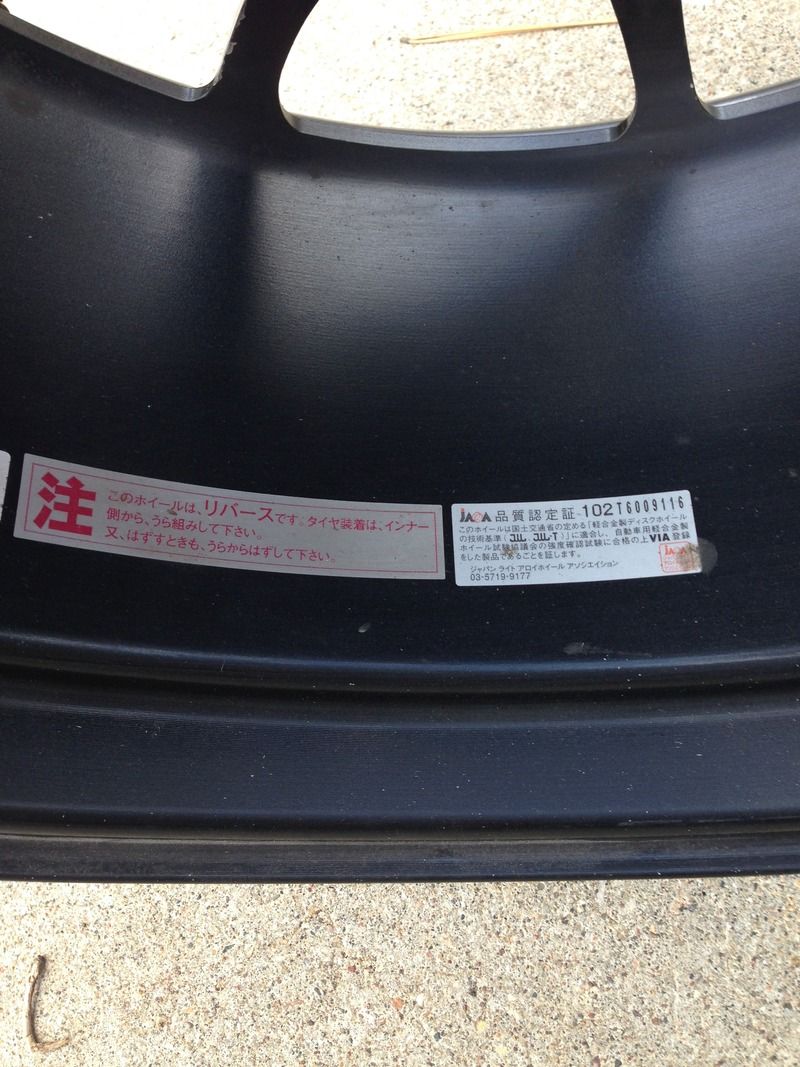 注
このホイールは、リバースです。タイヤ装着は、インナー
側から、うら組みして下さい。
又、はずすときも、うらからはずして下さい。
JAWA 品質認定証 102T6009116
このホイールは国土交通省の定める「軽合金製ディスクホイール
の技術基準(JWL. JWL-T)」に適合し、自動車用軽合金製
ホイール試験協議会の強度確認試験に合格の上VIA登録
をした製品であることを証します。
ジャパン ライト アロイホイール アソシエイション
03-5719-9177
JAWA